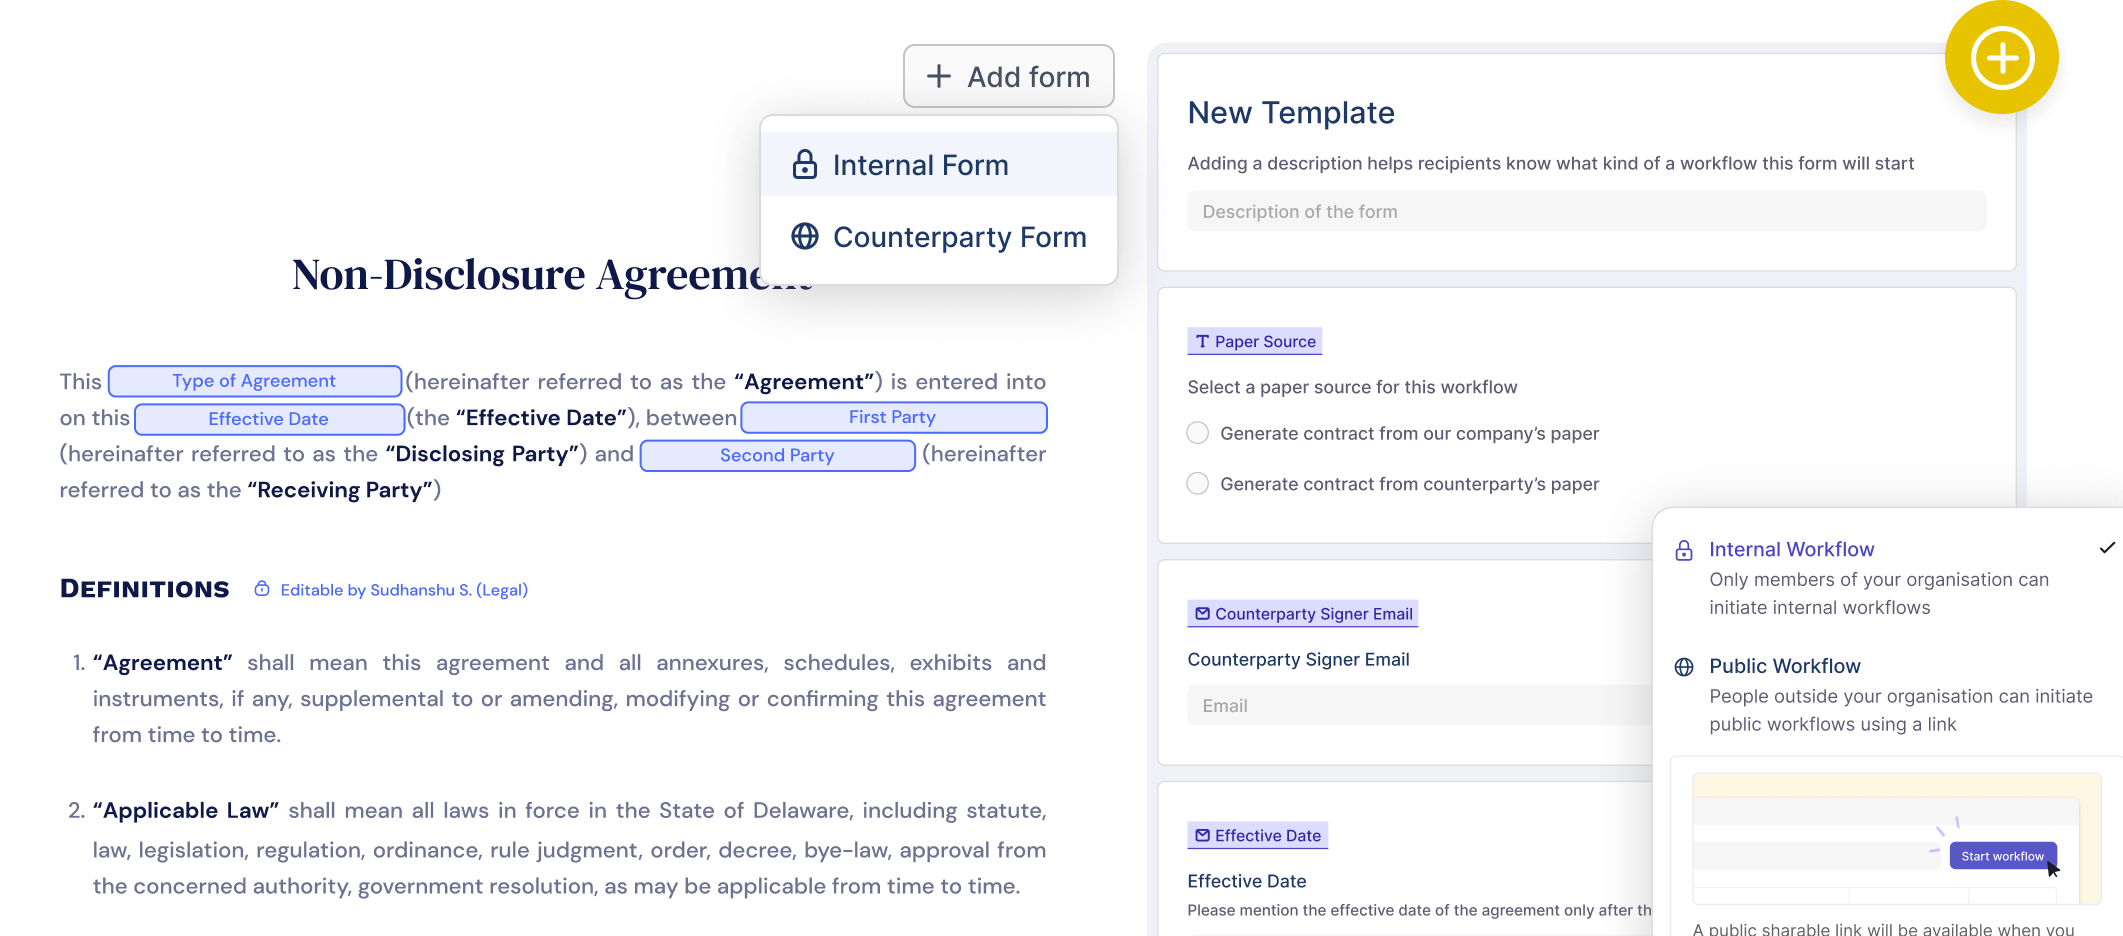 Add form
Internal Form
Counterparty Form
Non-Disclosure Agreement
This Type of Agreement (hereinafter referred to as the “Agreement”) is entered into
on this Effective Date (the “Effective Date”), between First Party
(hereinafter referred to as the “Disclosing Party”) and Second Party (hereinafter
referred to as the “Receiving Party”)
DEFINITIONS Editable by Sudhanshu S. (Legal)
1. “Agreement” shall mean this agreement and all annexures, schedules, exhibits and
instruments, if any, supplemental to or amending, modifying or confirming this agreement
from time to time.
2. “Applicable Law” shall mean all laws in force in the State of Delaware, including statute,
law, legislation, regulation, ordinance, rule judgment, order, decree, bye-law, approval from
the concerned authority, government resolution, as may be applicable from time to time.
New Template
Adding a description helps recipients know what kind of a workflow this form will start
Description of the form
T Paper Source
Select a paper source for this workflow
Generate contract from our company’s paper
Generate contract from counterparty’s paper
Counterparty Signer Email
Counterparty Signer Email
Email
Effective Date
Effective Date
Please mention the effective date of the agreement only after th
Internal Workflow
Only members of your organisation can
initiate internal workflows
Public Workflow
People outside your organisation can initiate
public workflows using a link
Start workflow
A public sharable link will be available when you